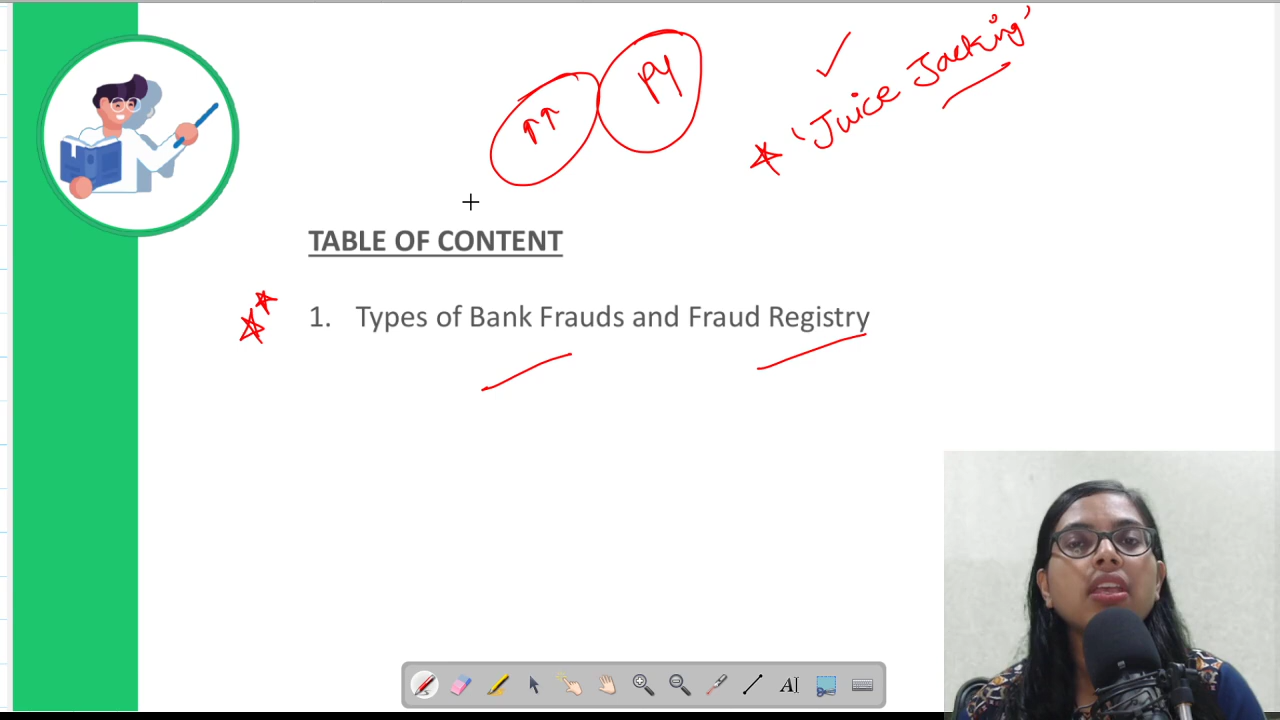 ↑↑ PY
'Juice Jacking'
TABLE OF CONTENT
1. Types of Bank Frauds and Fraud Registry
A